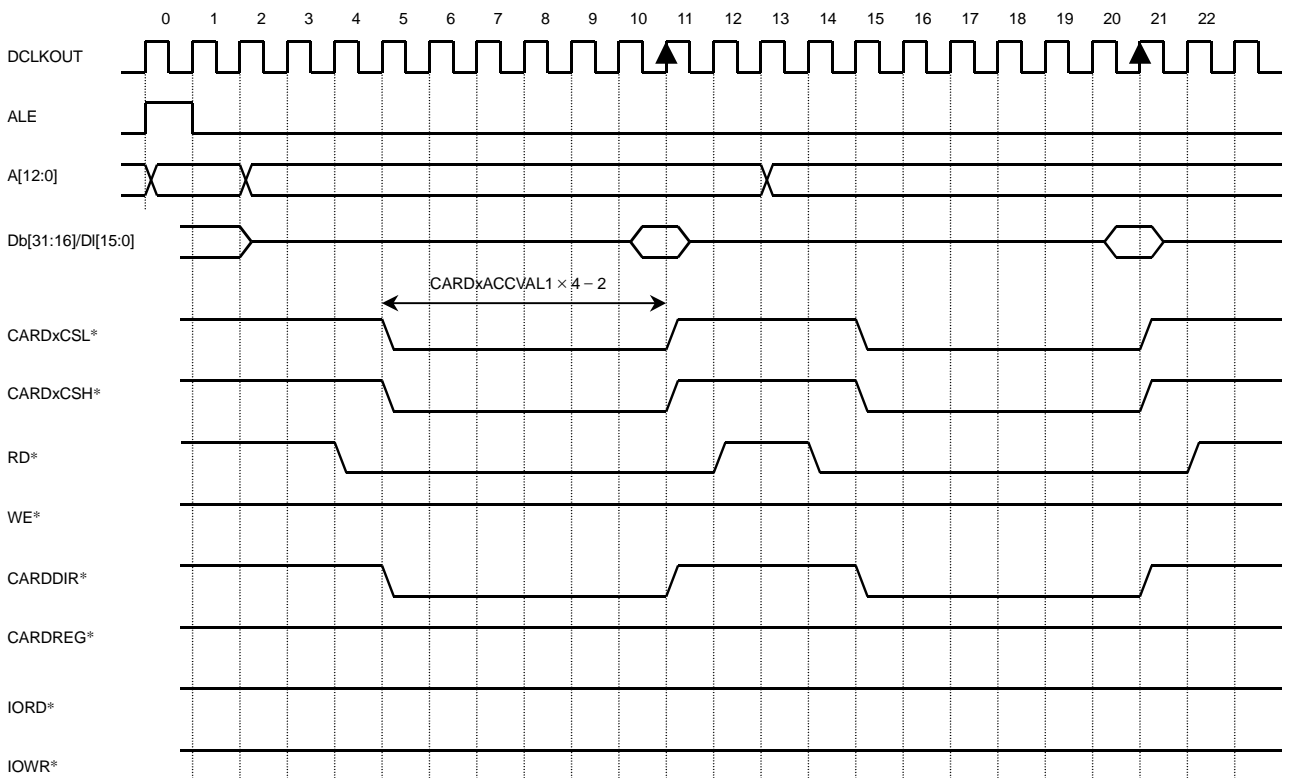 0 1 2 3 4 5 6 7 8 9 10 11 12 13 14 15 16 17 18 19 20 21 22
DCLKOUT
ALE
A[12:0]
Db[31:16]/Dl[15:0]
CARDxACCVAL1 × 4 – 2
CARDxCSL*
CARDxCSH*
RD*
WE*
CARDDIR*
CARDREG*
IORD*
IOWR*